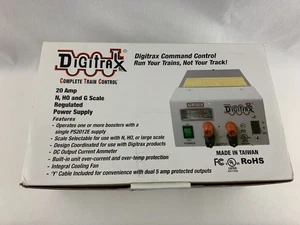 DIGITRAX
COMPLETE TRAIN CONTROL
Digitrax Command Control
Run Your Trains, Not Your Track!
20 Amp
N, HO and G Scale
Regulated
Power Supply
Features:
- Operates one or more boosters with a
single PS2012E power supply
- Scale Selectable for use with N, HO, or large scale
- Design Coordinated for use with Digitrax products
- DC Output Current Ammeter
- Built-in unit over-current and over-temp protection
- Integral Cooling Fan
- 'Y' Cable Included for convenience with dual 5 amp protected outputs
DIGITRAX
MADE IN TAIWAN
FC
UL
RoHS